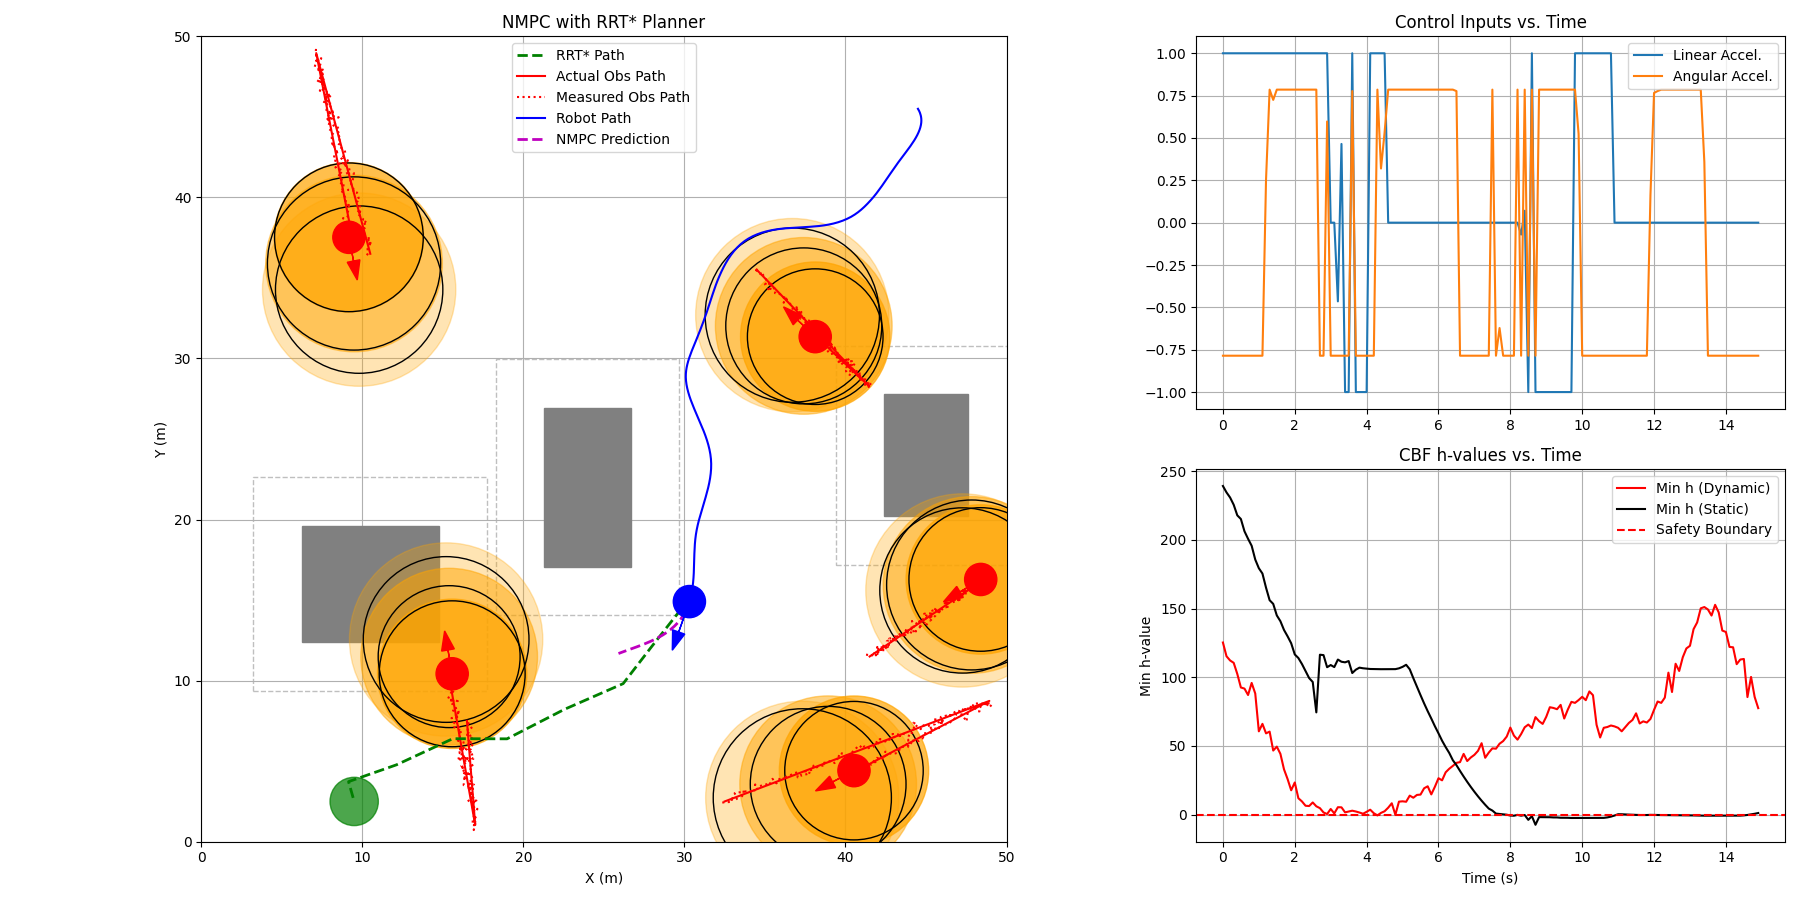 NMPC with RRT* Planner
RRT* Path
Actual Obs Path
Measured Obs Path
Robot Path
NMPC Prediction
50
40
30
20
10
0
Y (m)
0 10 20 30 40 50
X (m)
Control Inputs vs. Time
Linear Accel.
Angular Accel.
1.00
0.75
0.50
0.25
0.00
−0.25
−0.50
−0.75
−1.00
0 2 4 6 8 10 12 14
CBF h-values vs. Time
Min h (Dynamic)
Min h (Static)
Safety Boundary
250
200
150
100
50
0
Min h-value
0 2 4 6 8 10 12 14
Time (s)